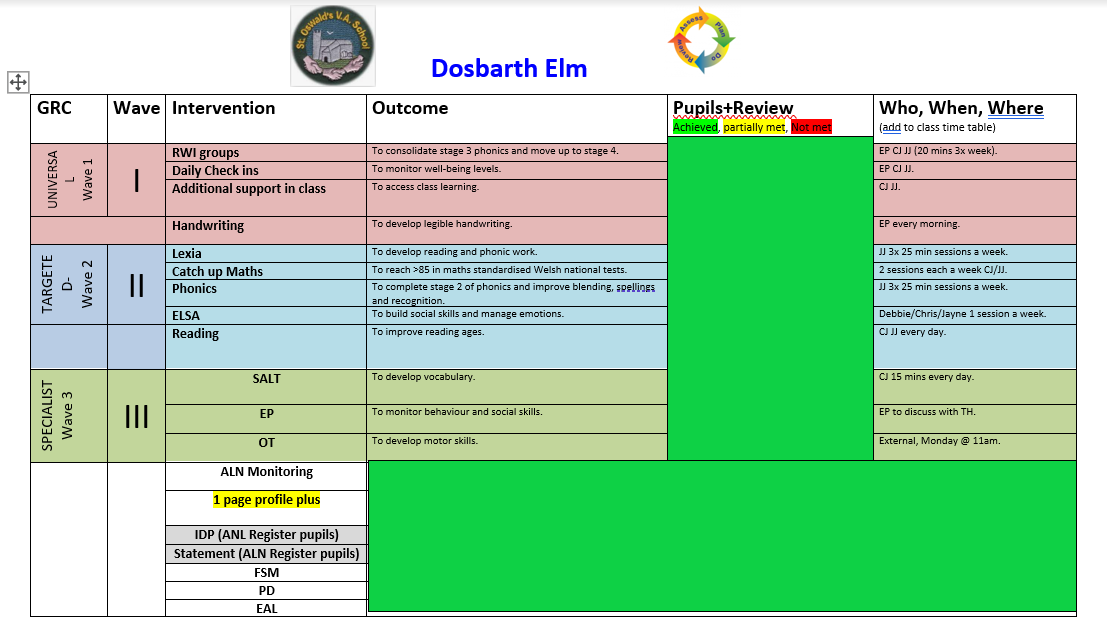 St. Oswald's V.A. School
Assess Plan Do Review
Dosbarth Elm
GRC Wave Intervention Outcome Pupils+Review Who, When, Where
Achieved, partially met, Not met (add to class time table)
UNIVERSA
L
Wave 1
I
RWI groups To consolidate stage 3 phonics and move up to stage 4. EP CJ JJ (20 mins 3x week).
Daily Check ins To monitor well-being levels. EP CJ JJ.
Additional support in class To access class learning. CJ JJ.
Handwriting To develop legible handwriting. EP every morning.
TARGETE
D-
Wave 2
II
Lexia To develop reading and phonic work. JJ 3x 25 min sessions a week.
Catch up Maths To reach >85 in maths standardised Welsh national tests. 2 sessions each a week CJ/JJ.
Phonics To complete stage 2 of phonics and improve blending, spellings JJ 3x 25 min sessions a week.
and recognition.
ELSA To build social skills and manage emotions. Debbie/Chris/Jayne 1 session a week.
Reading To improve reading ages. CJ JJ every day.
SPECIALIST
Wave 3
III
SALT To develop vocabulary. CJ 15 mins every day.
EP To monitor behaviour and social skills. EP to discuss with TH.
OT To develop motor skills. External, Monday @ 11am.
ALN Monitoring
1 page profile plus
IDP (ANL Register pupils)
Statement (ALN Register pupils)
FSM
PD
EAL